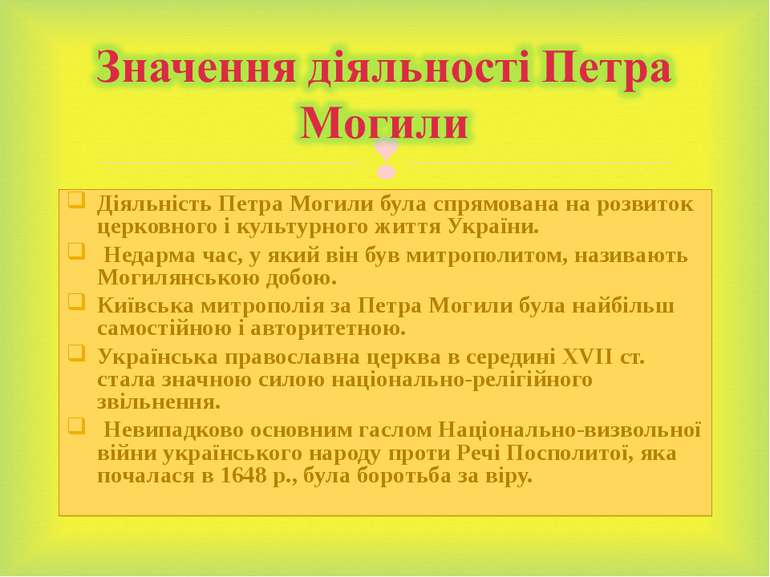 Значення діяльності Петра
Могили
Діяльність Петра Могили була спрямована на розвиток
церковного і культурного життя України.
Недарма час, у який він був митрополитом, називають
Могилянською добою.
Київська митрополія за Петра Могили була найбільш
самостійною і авторитетною.
Українська православна церква в середині XVII ст.
стала значною силою національно-релігійного
звільнення.
Невипадково основним гаслом Національно-визвольної
війни українського народу проти Речі Посполитої, яка
почалася в 1648 р., була боротьба за віру.